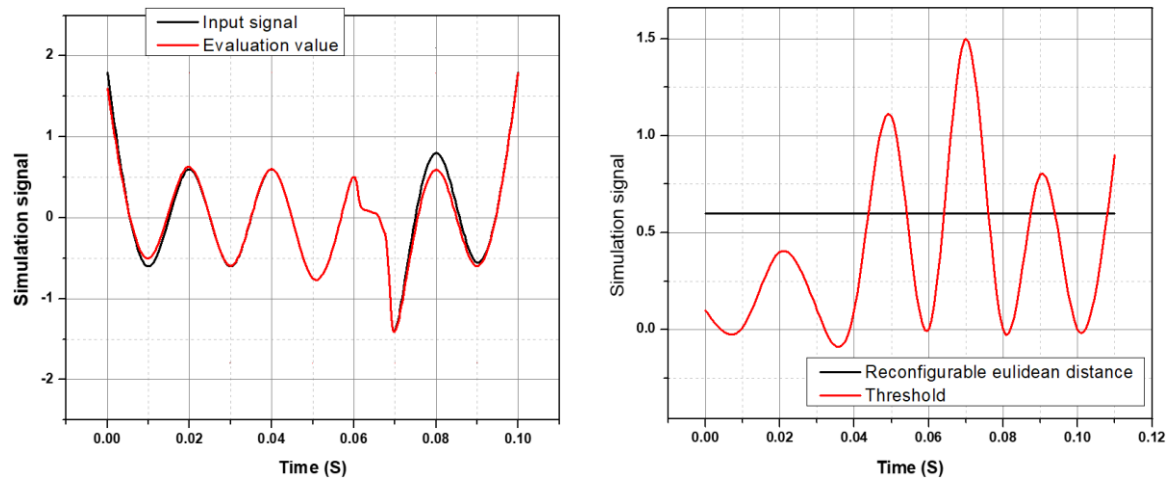 Input signal
Evaluation value
2
1
0
-1
-2
Simulation signal
0.00 0.02 0.04 0.06 0.08 0.10
Time (S)
1.5
1.0
0.5
0.0
Simulation signal
Reconfigurable eulidean distance
Threshold
0.00 0.02 0.04 0.06 0.08 0.10 0.12
Time (S)